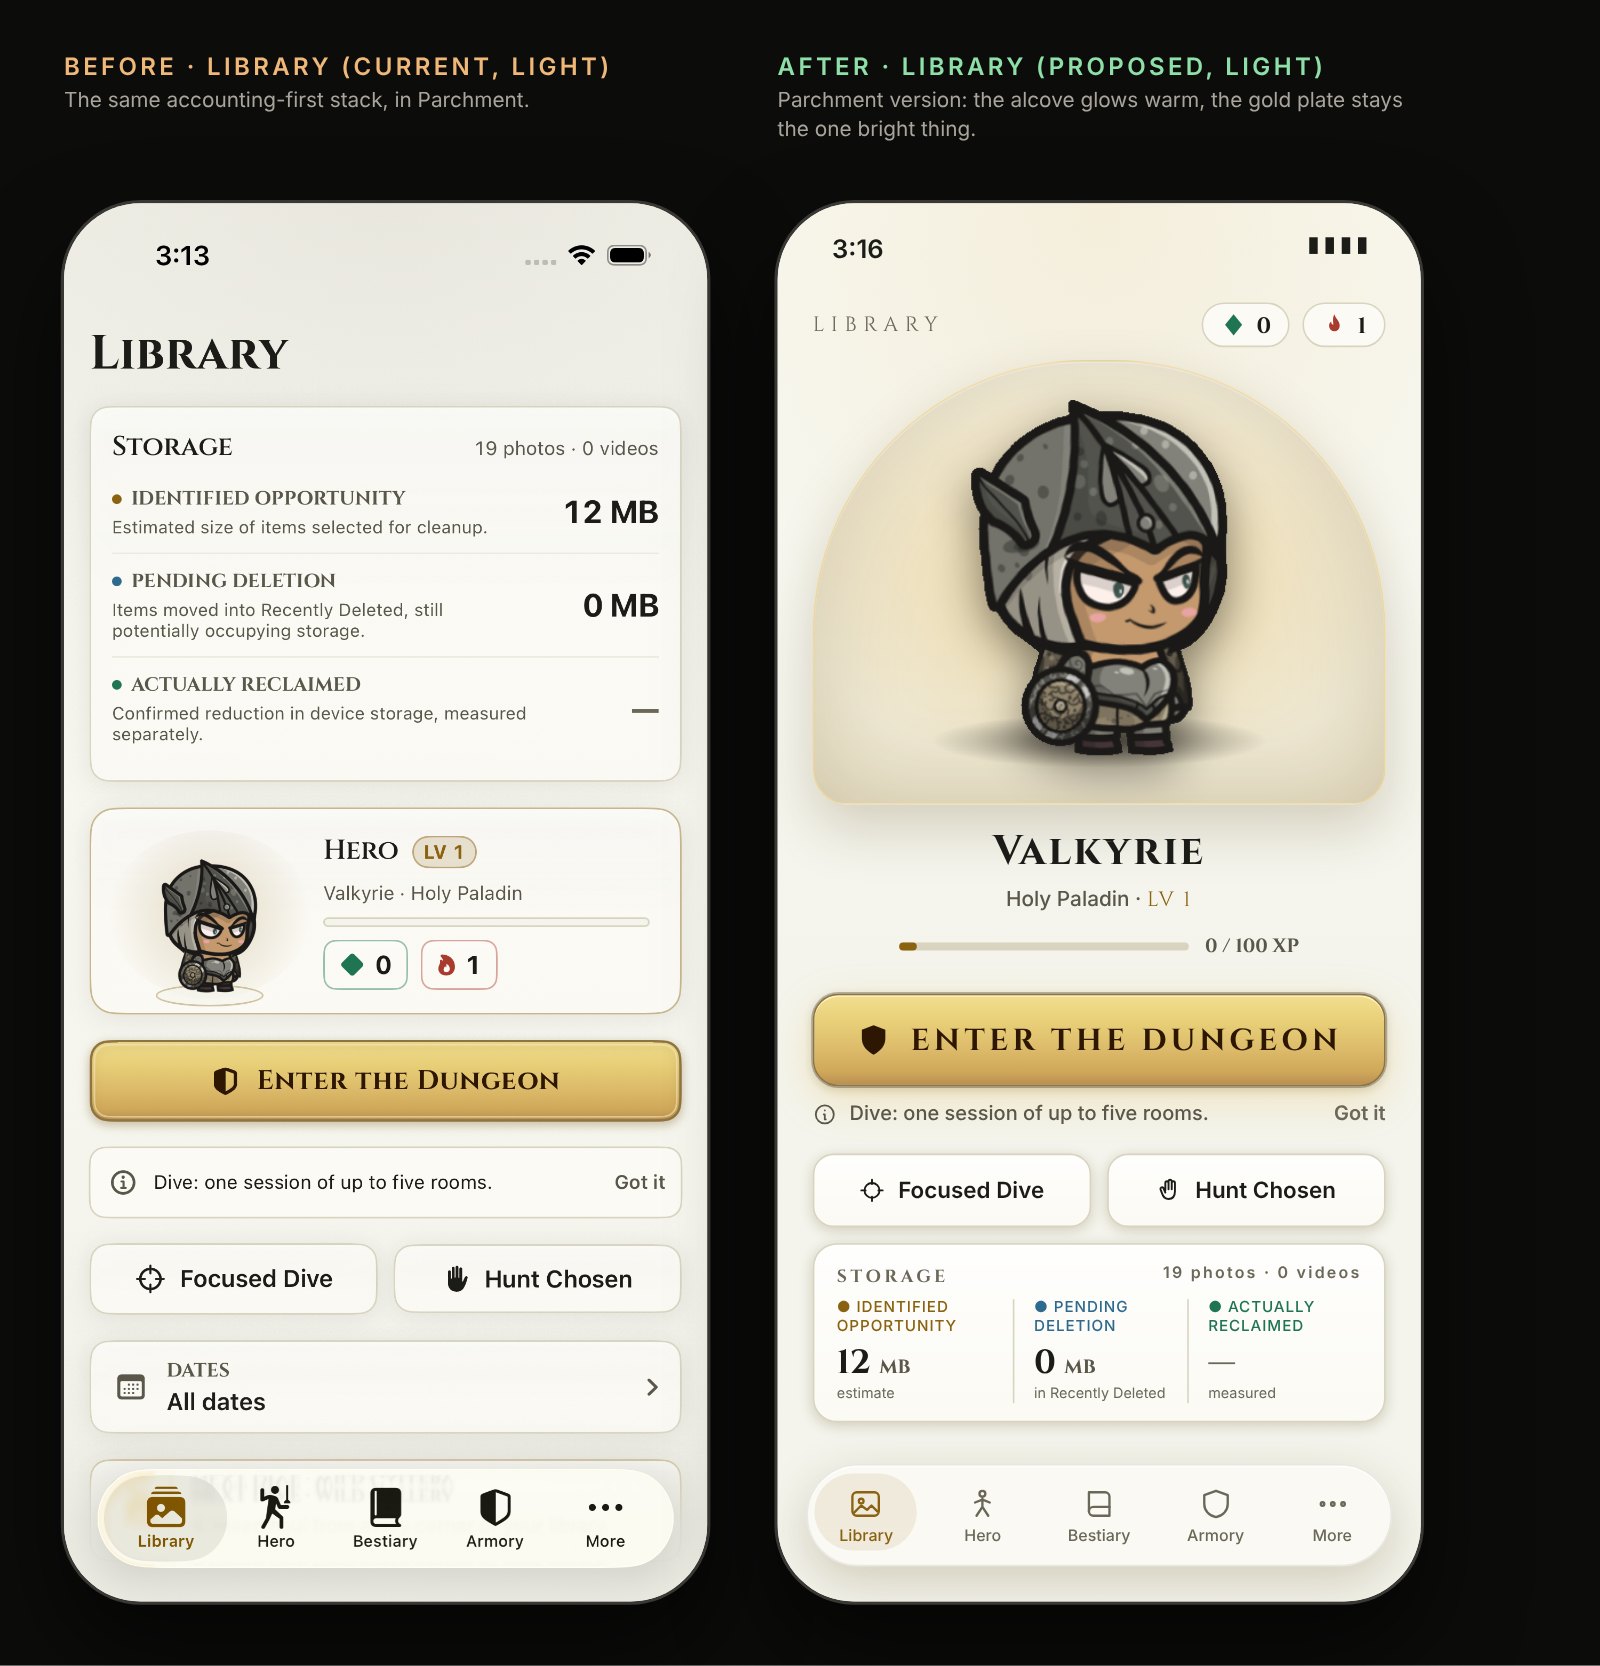 BEFORE · LIBRARY (CURRENT, LIGHT)
The same accounting-first stack, in Parchment.
3:13
LIBRARY
STORAGE
19 photos · 0 videos
IDENTIFIED OPPORTUNITY
Estimated size of items selected for cleanup.
12 MB
PENDING DELETION
Items moved into Recently Deleted, still
potentially occupying storage.
0 MB
ACTUALLY RECLAIMED
Confirmed reduction in device storage, measured
separately.
—
HERO
LV 1
Valkyrie · Holy Paladin
0
1
ENTER THE DUNGEON
Dive: one session of up to five rooms.
Got it
Focused Dive
Hunt Chosen
DATES
All dates
Library
Hero
Bestiary
Armory
More
AFTER · LIBRARY (PROPOSED, LIGHT)
Parchment version: the alcove glows warm, the gold plate stays
the one bright thing.
3:16
LIBRARY
0
1
VALKYRIE
Holy Paladin · LV 1
0 / 100 XP
ENTER THE DUNGEON
Dive: one session of up to five rooms.
Got it
Focused Dive
Hunt Chosen
STORAGE
19 photos · 0 videos
IDENTIFIED
OPPORTUNITY
12 MB
estimate
PENDING
DELETION
0 MB
in Recently Deleted
ACTUALLY
RECLAIMED
—
measured
Library
Hero
Bestiary
Armory
More